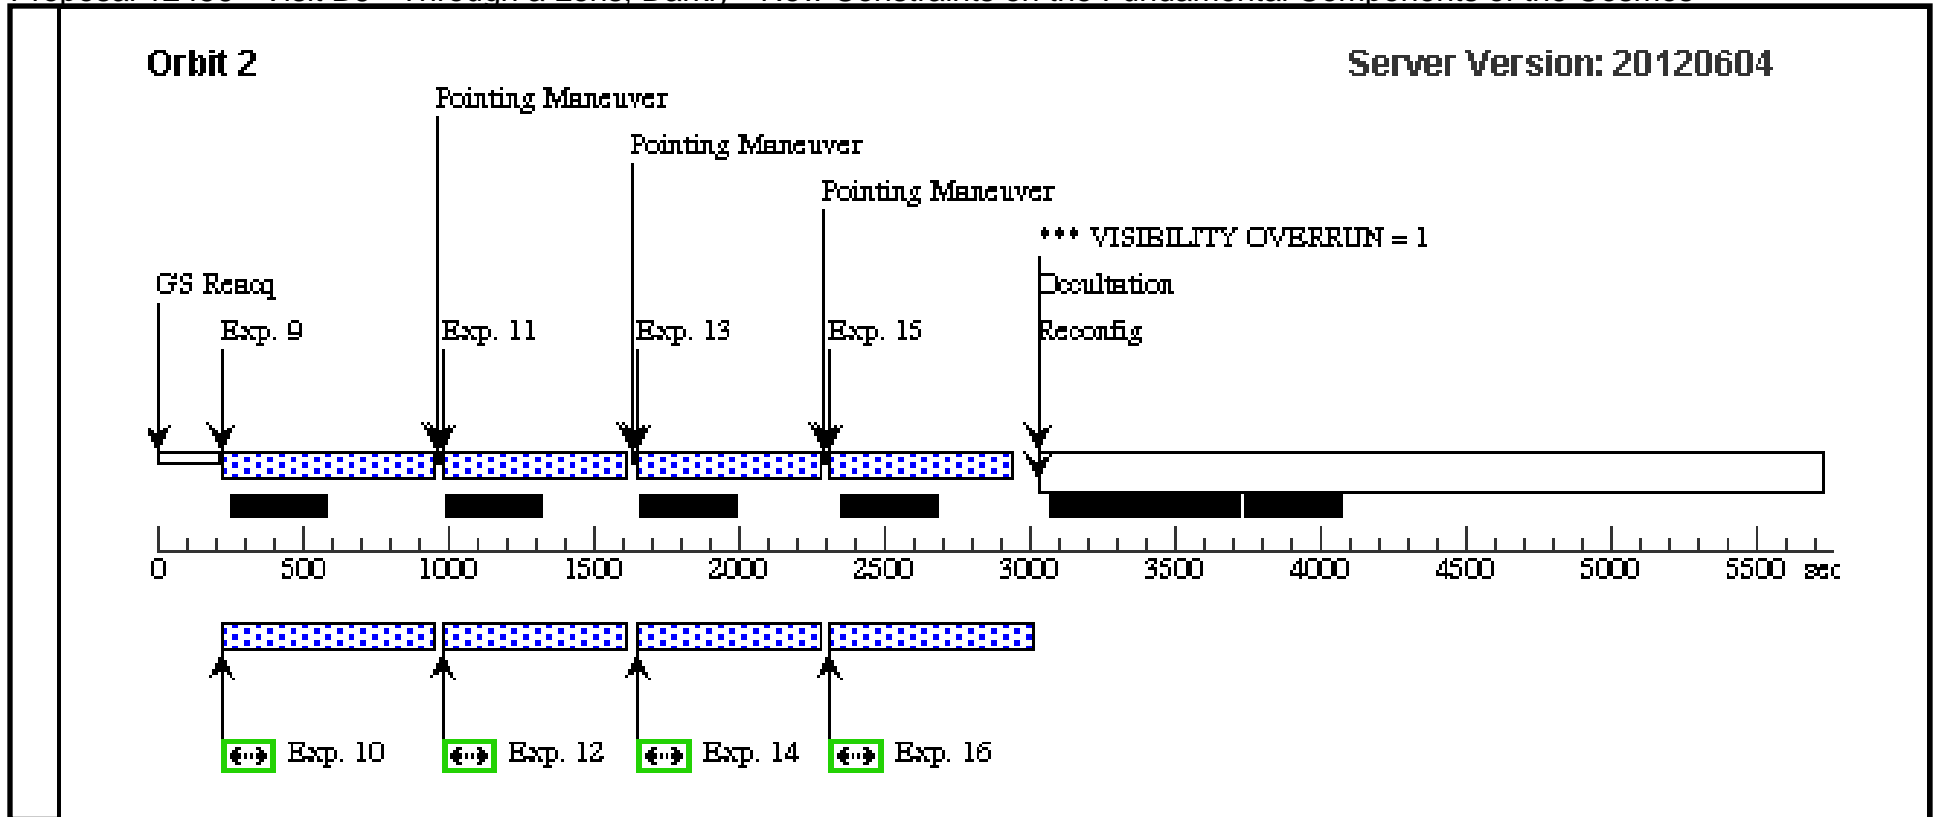 Orbit 2
Server Version: 20120604
Pointing Maneuver
Pointing Maneuver
Pointing Maneuver
*** VISIBILITY OVERRUN = 1
GS Reacq
Occultation
Exp. 9
Exp. 11
Exp. 13
Exp. 15
Reconfig
0 500 1000 1500 2000 2500 3000 3500 4000 4500 5000 5500 sec
Exp. 10
Exp. 12
Exp. 14
Exp. 16